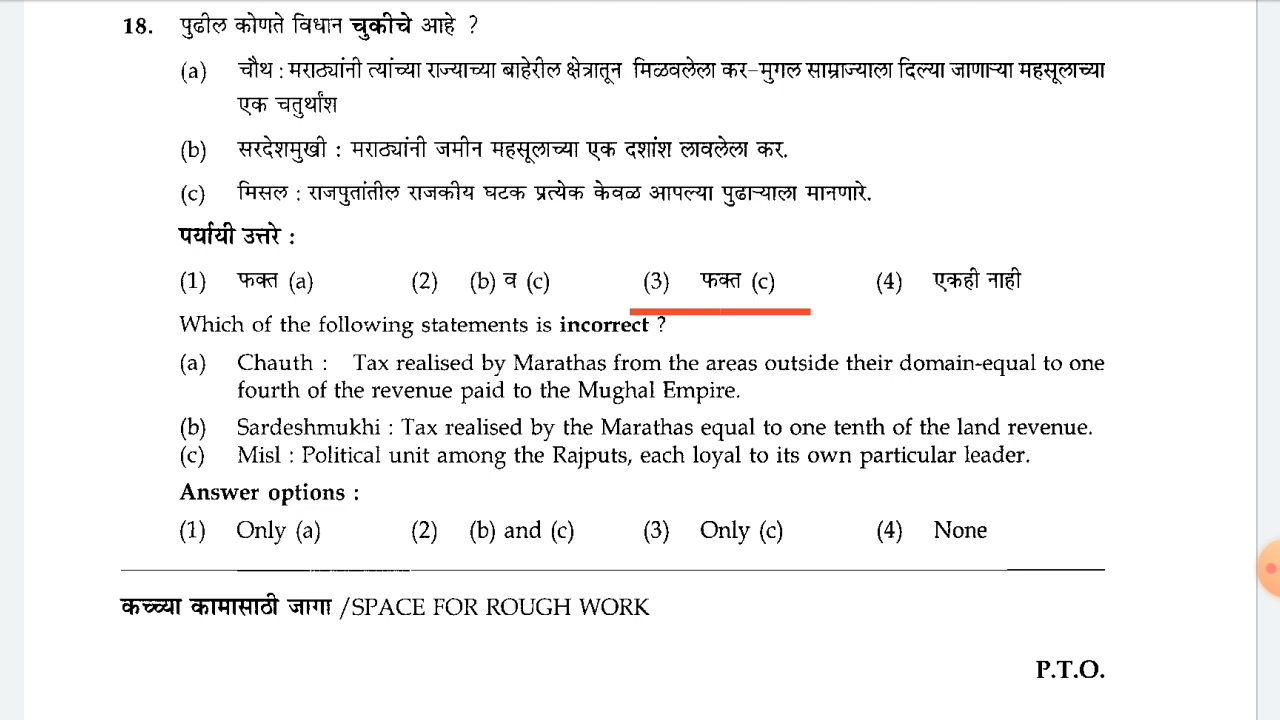 18. पुढील कोणते विधान चुकीचे आहे ?
(a) चौथ : मराठ्यांनी त्यांच्या राज्याच्या बाहेरील क्षेत्रातून मिळवलेला कर-मुगल साम्राज्याला दिल्या जाणाऱ्या महसूलाच्या
एक चतुर्थांश
(b) सरदेशमुखी : मराठ्यांनी जमीन महसूलाच्या एक दशांश लावलेला कर.
(c) मिसल : राजपुतांतील राजकीय घटक प्रत्येक केवळ आपल्या पुढाऱ्याला मानणारे.
पर्यायी उत्तरे :
(1) फक्त (a) (2) (b) व (c) (3) फक्त (c) (4) एकही नाही
Which of the following statements is incorrect ?
(a) Chauth : Tax realised by Marathas from the areas outside their domain-equal to one
fourth of the revenue paid to the Mughal Empire.
(b) Sardeshmukhi : Tax realised by the Marathas equal to one tenth of the land revenue.
(c) Misl : Political unit among the Rajputs, each loyal to its own particular leader.
Answer options :
(1) Only (a) (2) (b) and (c) (3) Only (c) (4) None
कच्च्या कामासाठी जागा /SPACE FOR ROUGH WORK
P.T.O.